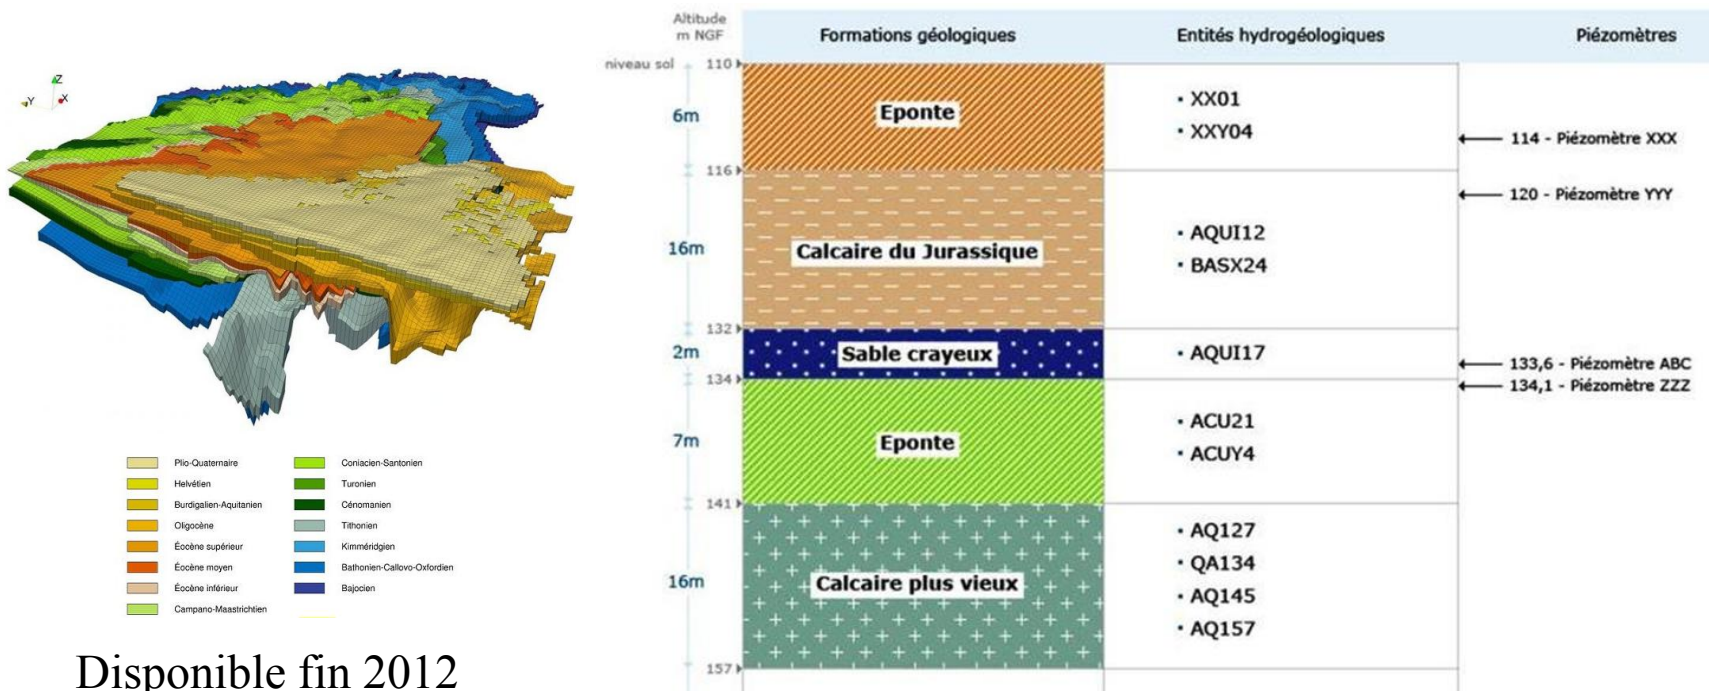 Z
Y
X
Plio-Quaternaire
Helvétien
Burdigalien-Aquitanien
Oligocène
Éocène supérieur
Éocène moyen
Éocène inférieur
Campano-Maastrichtien
Coniacien-Santonien
Turonien
Cénomanien
Tithonien
Kimméridgien
Bathonien-Callovo-Oxfordien
Bajocien
Disponible fin 2012
Altitude
m NGF
Formations géologiques
Entités hydrogéologiques
Piézomètres
niveau sol
110
6m
Eponte
XX01
XXY04
114 - Piézomètre XXX
116
120 - Piézomètre YYY
16m
Calcaire du Jurassique
AQUI12
BASX24
132
2m
Sable crayeux
AQUI17
133,6 - Piézomètre ABC
134
134,1 - Piézomètre ZZZ
7m
Eponte
ACU21
ACUY4
141
16m
Calcaire plus vieux
AQ127
QA134
AQ145
AQ157
157